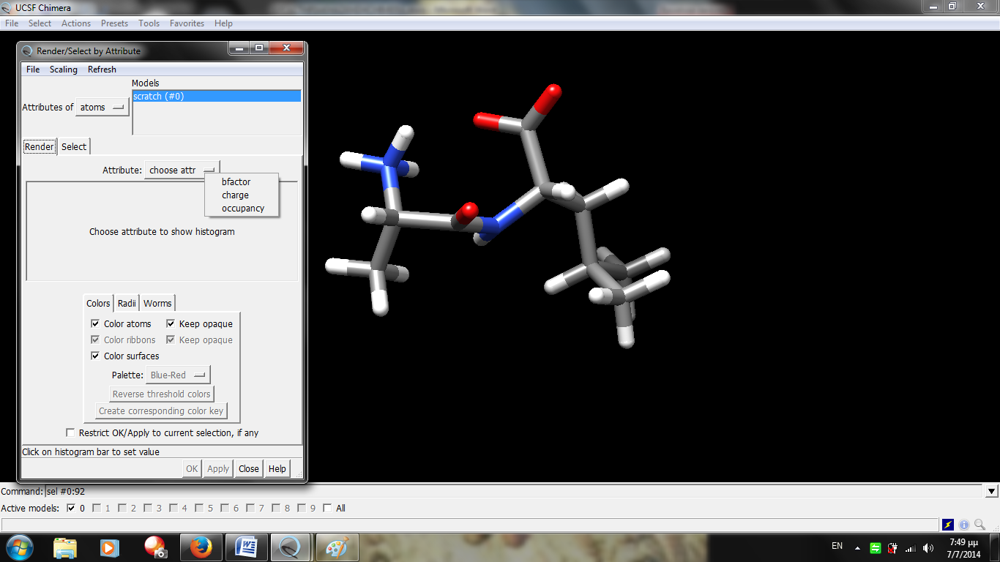 UCSF Chimera
File Select Actions Presets Tools Favorites Help
Render/Select by Attribute
File Scaling Refresh
Models
Attributes of atoms
scratch (#0)
Render Select
Attribute: choose attr
bfactor
charge
occupancy
Choose attribute to show histogram
Colors Radii Worms
Color atoms Keep opaque
Color ribbons Keep opaque
Color surfaces
Palette: Blue-Red
Reverse threshold colors
Create corresponding color key
Restrict OK/Apply to current selection, if any
Click on histogram bar to set value
OK Apply Close Help
Command: sel #0:92
Active models: 0 1 2 3 4 5 6 7 8 9 All
EN
7:49 μμ
7/7/2014